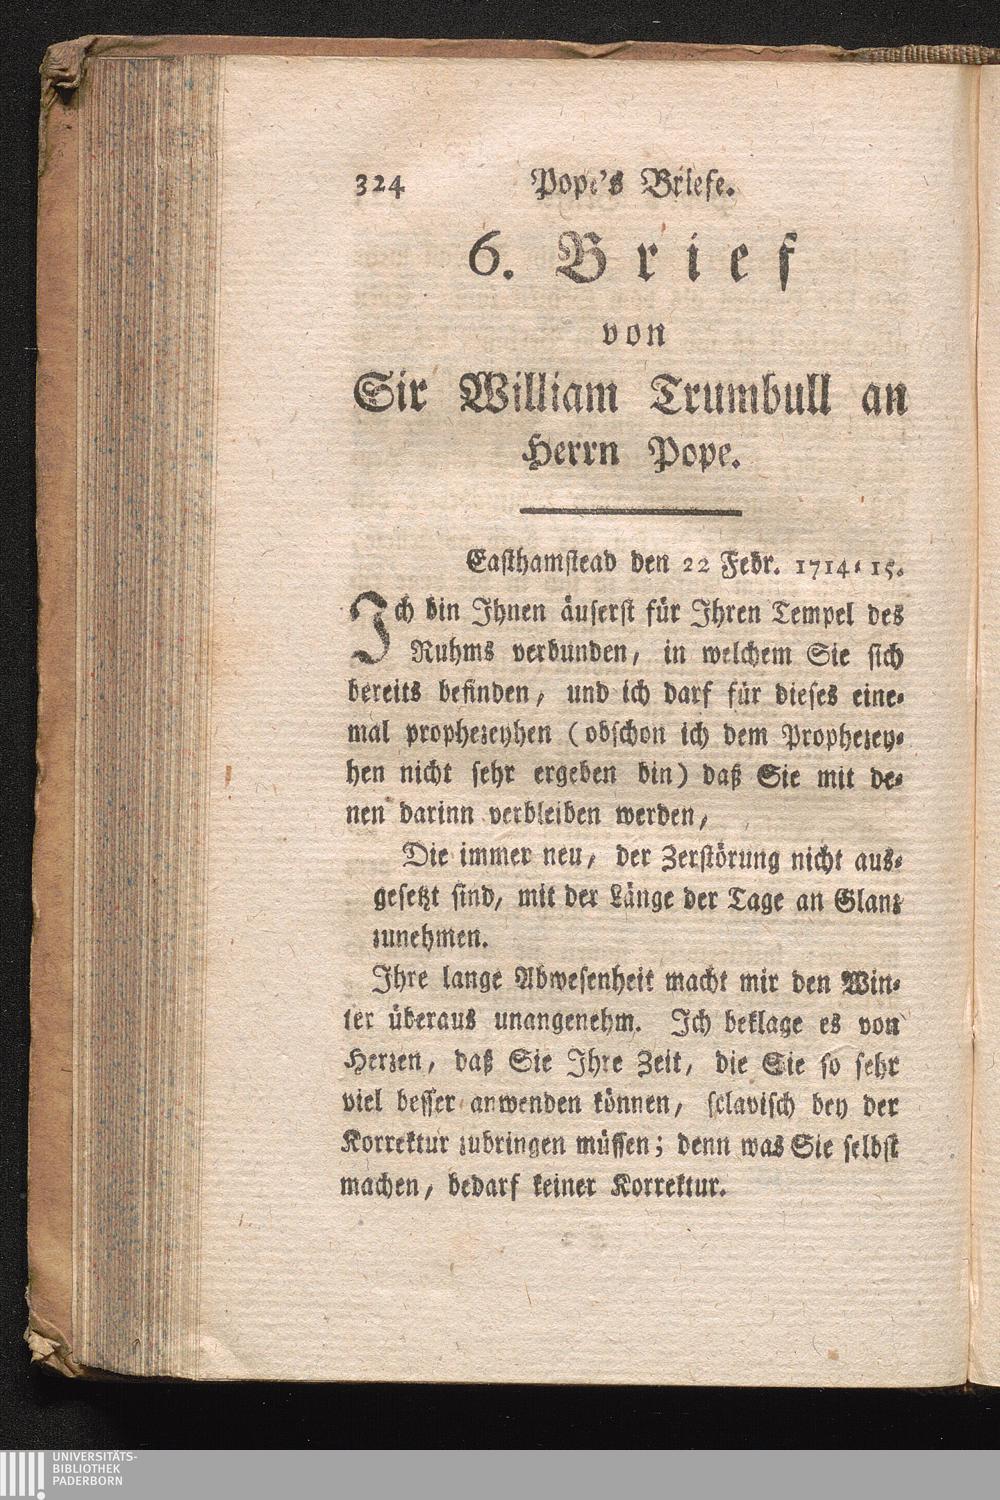 324 Pope's Briefe.
6. Brief
von
Sir William Trumbull an
Herrn Pope.
Easthamstead den 22 Febr. 1714-15.
Ich bin Ihnen äuserst für Ihren Tempel des
Ruhms verbunden, in welchem Sie sich
bereits befinden, und ich darf für dieses eine-
mal prophezeyhen (obschon ich dem Prophezey-
hen nicht sehr ergeben bin) daß Sie mit de-
nen darinn verbleiben werden,
Die immer neu, der Zerstörung nicht aus-
gesetzt sind, mit der Länge der Tage an Glanz
zunehmen.
Ihre lange Abwesenheit macht mir den Win-
ter überaus unangenehm. Ich beklage es von
Herzen, daß Sie Ihre Zeit, die Sie so sehr
viel besser anwenden können, sclavisch bey der
Korrektur zubringen müssen; denn was Sie selbst
machen, bedarf keiner Korrektur.
UNIVERSITÄTS-
BIBLIOTHEK
PADERBORN